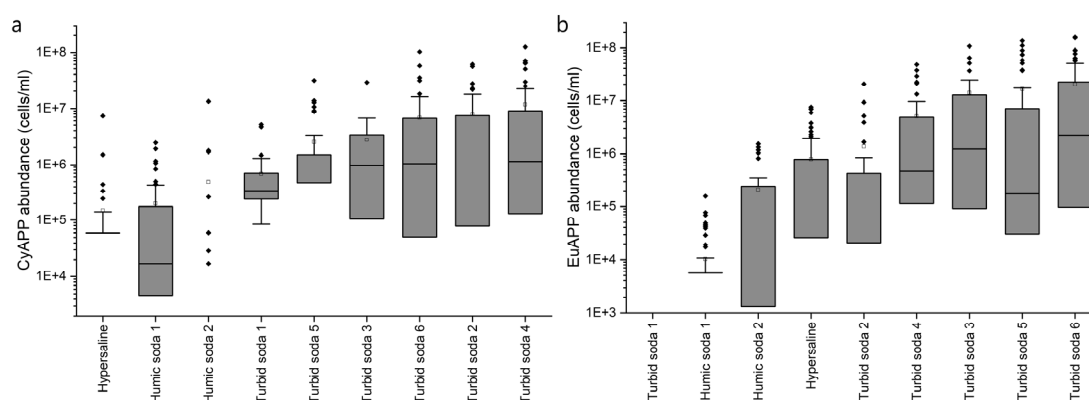 a
CyAPP abundance (cells/ml)
1E+8
1E+7
1E+6
1E+5
1E+4
Hypersaline
Humic soda 1
Humic soda 2
Turbid soda 1
Turbid soda 5
Turbid soda 3
Turbid soda 6
Turbid soda 2
Turbid soda 4
b
EuAPP abundance (cells/ml)
1E+8
1E+7
1E+6
1E+5
1E+4
1E+3
Turbid soda 1
Humic soda 1
Humic soda 2
Hypersaline
Turbid soda 2
Turbid soda 4
Turbid soda 3
Turbid soda 5
Turbid soda 6